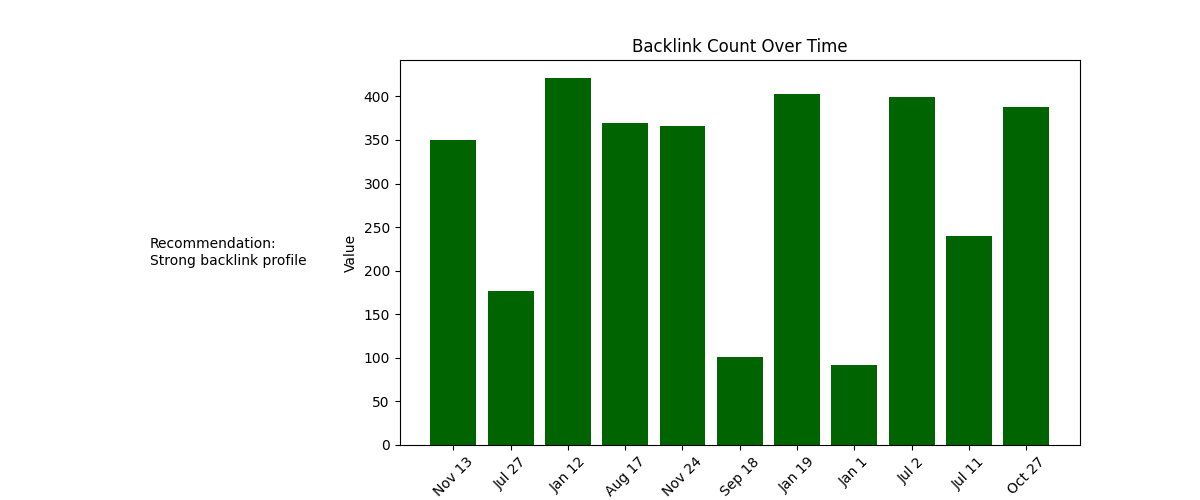 Backlink Count Over Time
Recommendation:
Strong backlink profile
Value
400
350
300
250
200
150
100
50
0
Nov 13
Jul 27
Jan 12
Aug 17
Nov 24
Sep 18
Jan 19
Jan 1
Jul 2
Jul 11
Oct 27